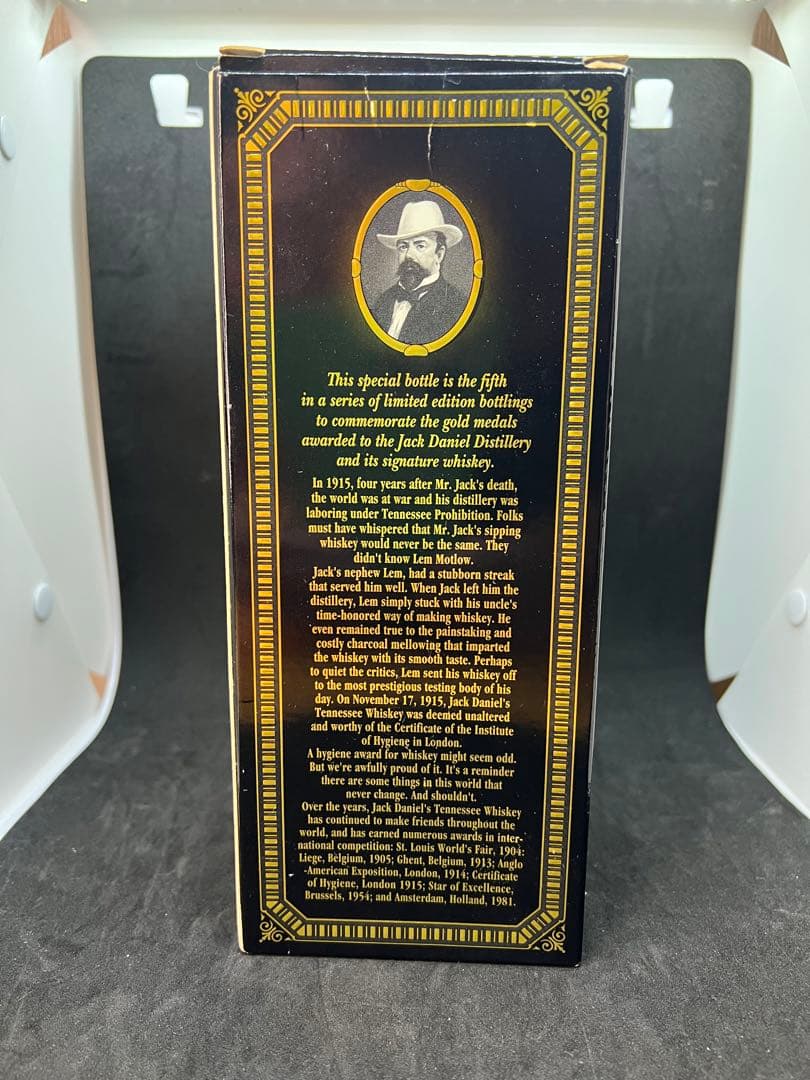 This special bottle is the fifth
in a series of limited edition bottlings
to commemorate the gold medals
awarded to the Jack Daniel Distillery
and its signature whiskey.
In 1915, four years after Mr. Jack's death,
the world was at war and his distillery was
laboring under Tennessee Prohibition. Folks
must have whispered that Mr. Jack's sipping
whiskey would never be the same. They
didn't know Lem Motlow.
Jack's nephew Lem, had a stubborn streak
that served him well. When Jack left him the
distillery, Lem simply stuck with his uncle's
time-honored way of making whiskey. He
even remained true to the painstaking and
costly charcoal mellowing that imparted
the whiskey with its smooth taste. Perhaps
to quiet the critics, Lem sent his whiskey off
to the most prestigious testing body of his
day. On November 17, 1915, Jack Daniel's
Tennessee Whiskey was deemed unaltered
and worthy of the Certificate of the Institute
of Hygiene in London.
A hygiene award for whiskey might seem odd.
But we're awfully proud of it. It's a reminder
there are some things in this world that
never change. And shouldn't.
Over the years, Jack Daniel's Tennessee Whiskey
has continued to make friends throughout the
world, and has earned numerous awards in inter-
national competition: St. Louis World's Fair, 1904;
Liege, Belgium, 1905; Ghent, Belgium, 1913; Anglo
-American Exposition, London, 1914; Certificate
of Hygiene, London 1915; Star of Excellence,
Brussels, 1954; and Amsterdam, Holland, 1981.